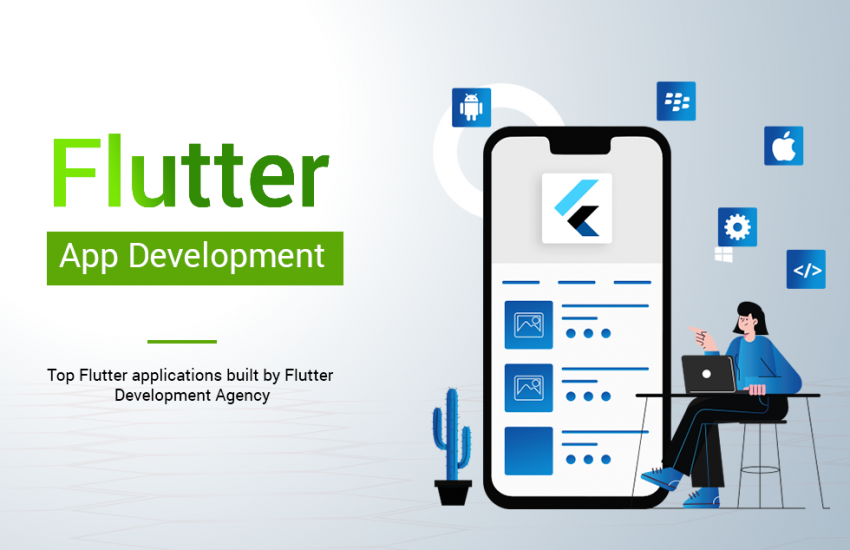 Flutter
App Development
Top Flutter applications built by Flutter
Development Agency
</>